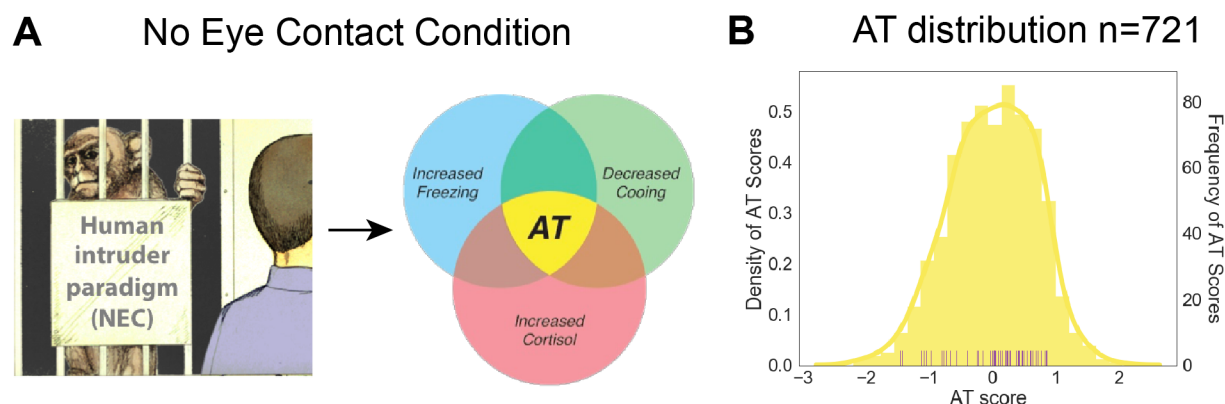 A
No Eye Contact Condition
Human
intruder
paradigm
(NEC)
Increased
Freezing
Decreased
Cooing
AT
Increased
Cortisol
B
AT distribution n=721
Density of AT Scores
0.5
0.4
0.3
0.2
0.1
0.0
80
60
40
20
0
Frequency of AT Scores
−3
−2
−1
0
1
2
AT score